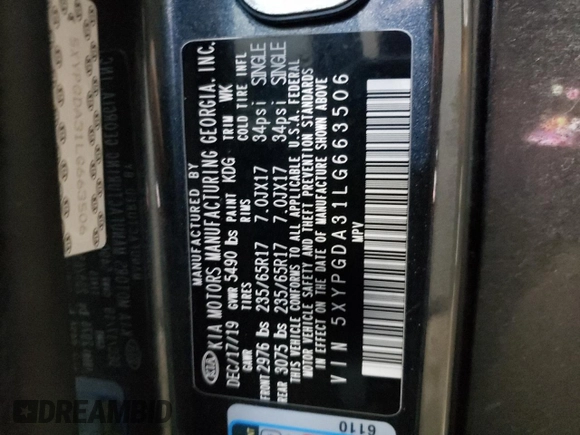 MANUFACTURED BY
KIA MOTORS MANUFACTURING GEORGIA, INC.
DEC/17/19 GVWR 5490 lbs PAINT KDG TRIM WK
GAWR TIRES RIMS COLD TIRE INFL
FRONT 2976 lbs 235/65R17 7.0JX17 34psi SINGLE
REAR 3075 lbs 235/65R17 7.0JX17 34psi SINGLE
THIS VEHICLE CONFORMS TO ALL APPLICABLE U.S.A. FEDERAL
MOTOR VEHICLE SAFETY AND THEFT PREVENTION STANDARDS
IN EFFECT ON THE DATE OF MANUFACTURE SHOWN ABOVE
VIN 5XYPGDA31LG663506
MPV
KIA
6110
5XYPGDA31LG663506
DREAMBID